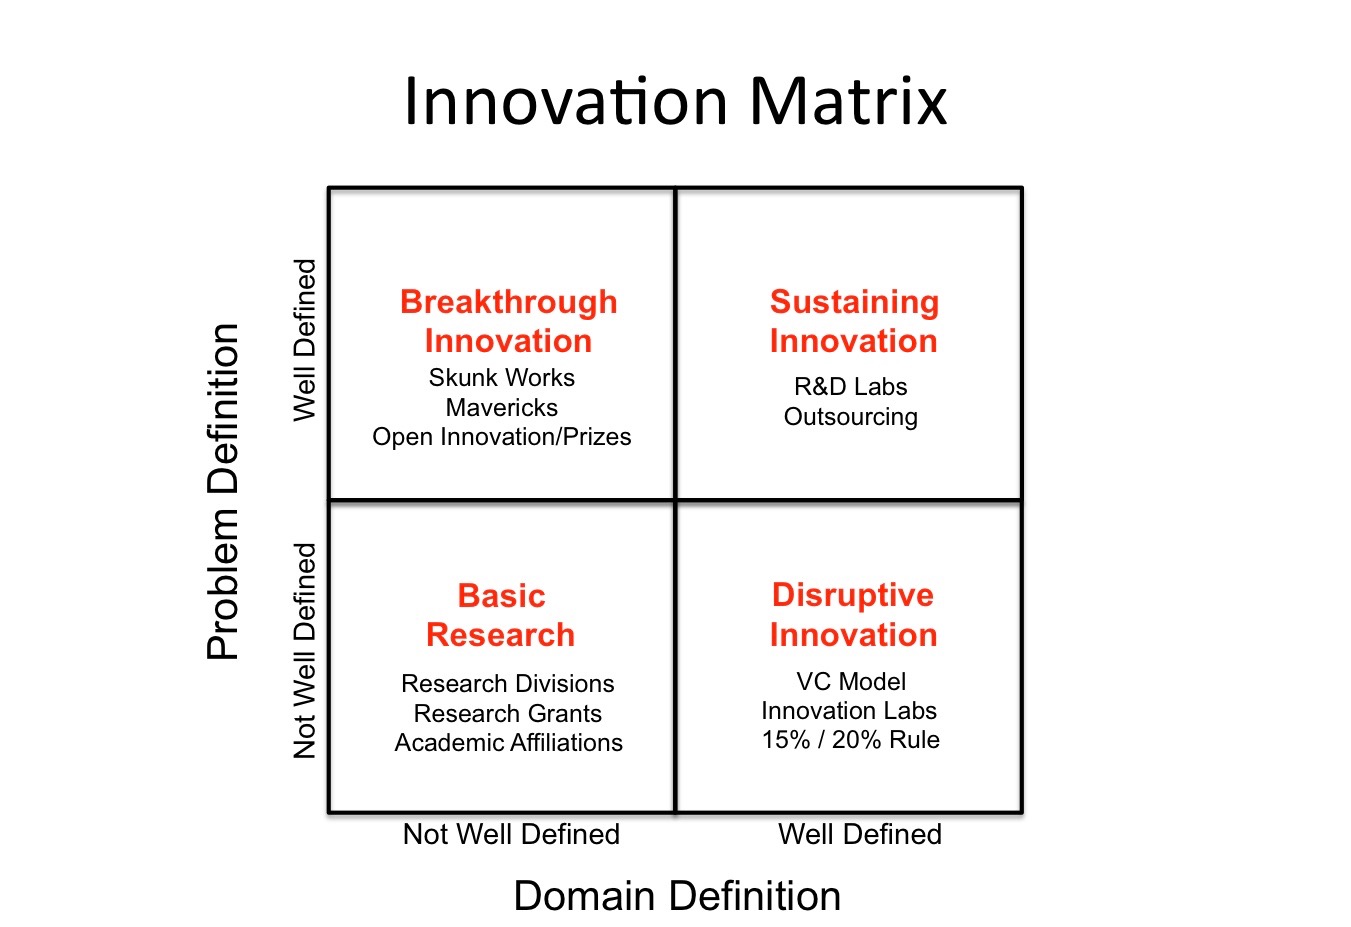 Innovation Matrix
Problem Definition
Well Defined
Breakthrough
Innovation
Skunk Works
Mavericks
Open Innovation/Prizes
Sustaining
Innovation
R&D Labs
Outsourcing
Not Well Defined
Basic
Research
Research Divisions
Research Grants
Academic Affiliations
Disruptive
Innovation
VC Model
Innovation Labs
15% / 20% Rule
Not Well Defined
Well Defined
Domain Definition